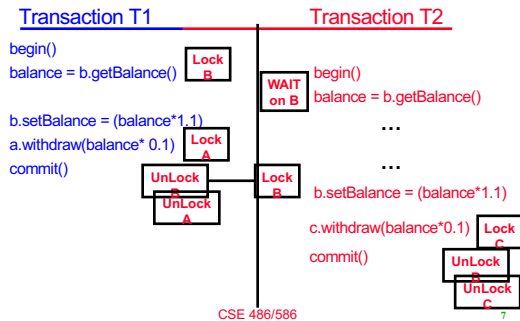 Transaction T1
Transaction T2
begin()
Lock
B
balance = b.getBalance()
WAIT
on B
begin()
balance = b.getBalance()
b.setBalance = (balance*1.1)
...
a.withdraw(balance* 0.1)
Lock
A
commit()
...
UnLock
B
Lock
B
UnLock
A
b.setBalance = (balance*1.1)
c.withdraw(balance*0.1)
Lock
C
commit()
UnLock
B
UnLock
C
CSE 486/586
7